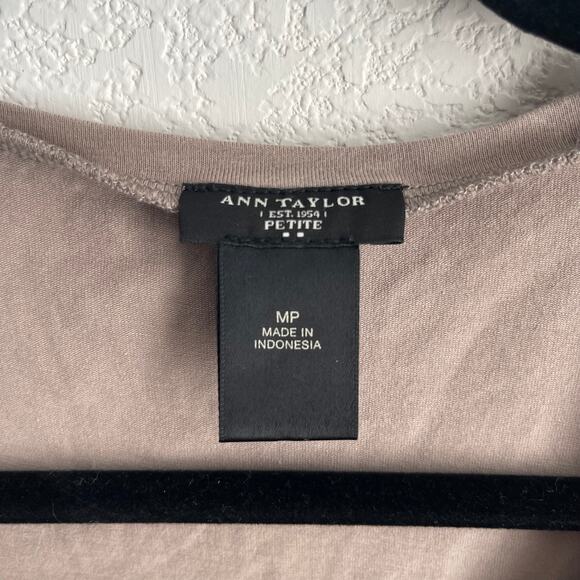 ANN TAYLOR
EST. 1954
PETITE
MP
MADE IN
INDONESIA